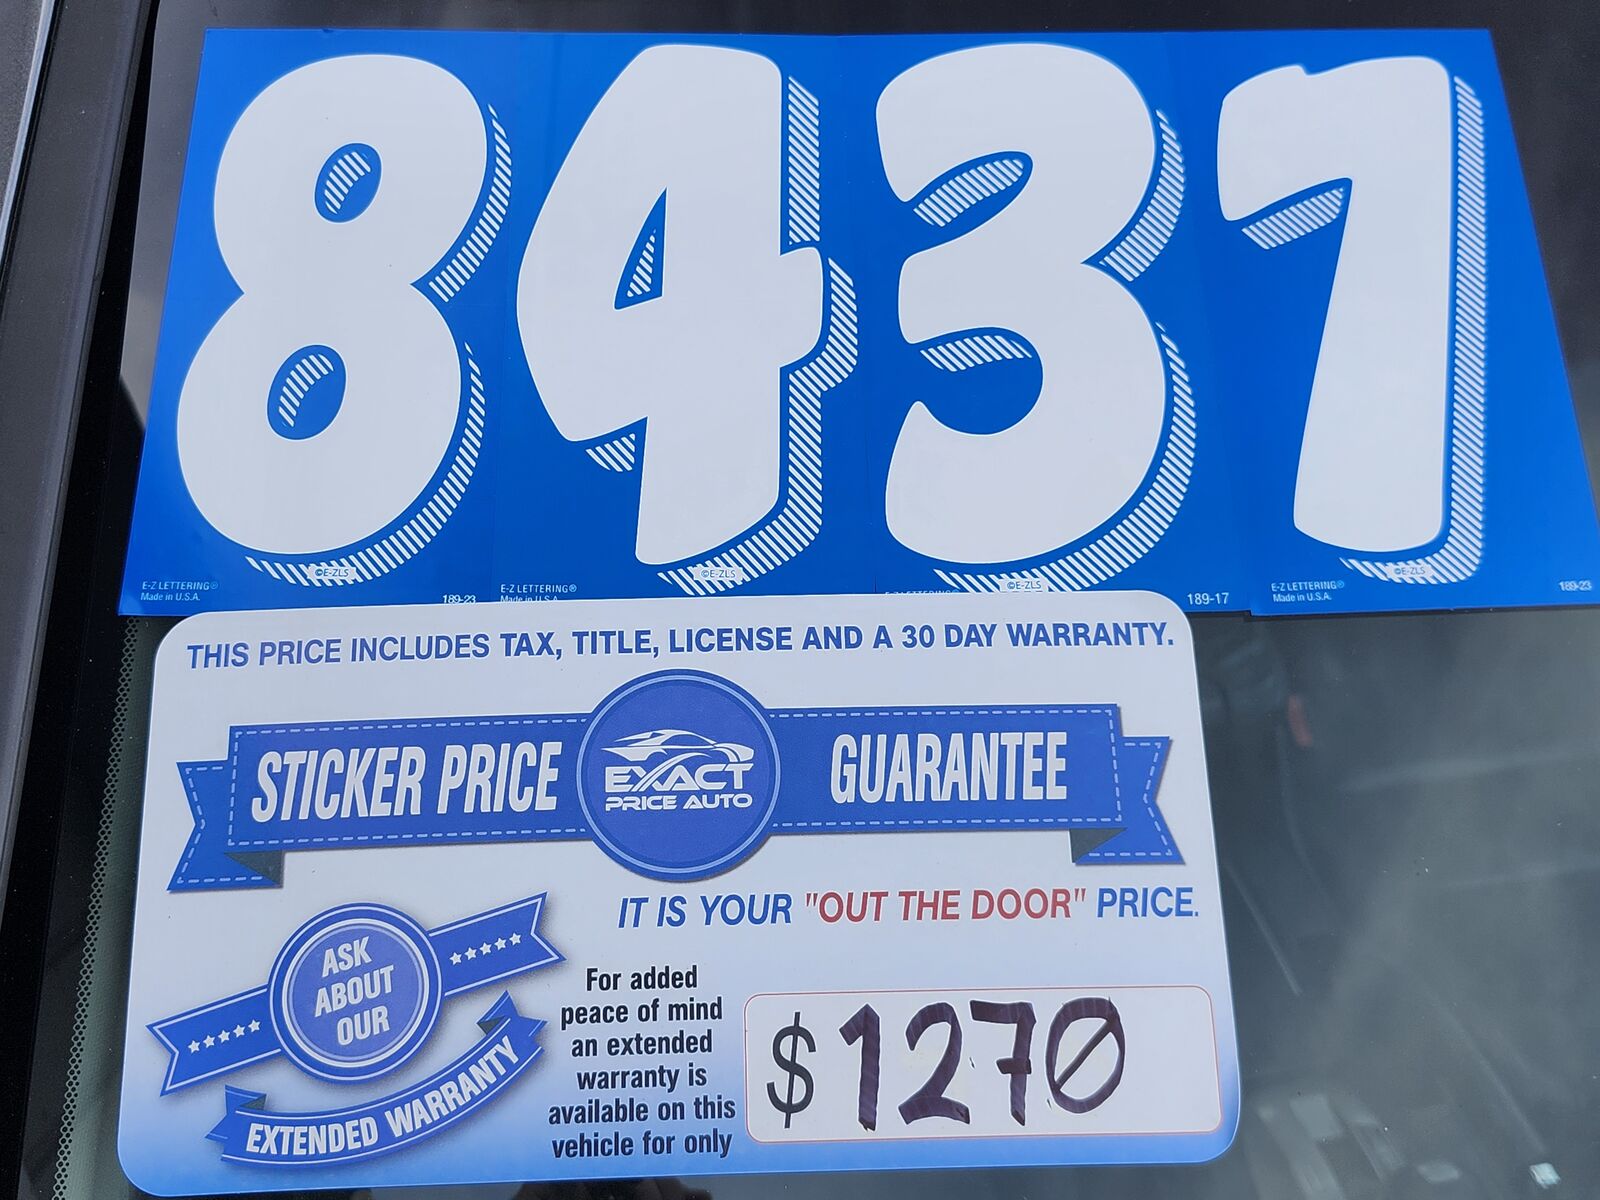 8437
E-Z LETTERING®
Made in U.S.A.
©E-ZLS
189-23
E-Z LETTERING®
Made in U.S.A.
©E-ZLS
E-Z LETTERING®
©E-ZLS
189-17
E-Z LETTERING®
Made in U.S.A.
©E-ZLS
189-23
THIS PRICE INCLUDES TAX, TITLE, LICENSE AND A 30 DAY WARRANTY.
STICKER PRICE
EXACT
PRICE AUTO
GUARANTEE
IT IS YOUR "OUT THE DOOR" PRICE.
ASK
ABOUT
OUR
EXTENDED WARRANTY
For added
peace of mind
an extended
warranty is
available on this
vehicle for only
$1270